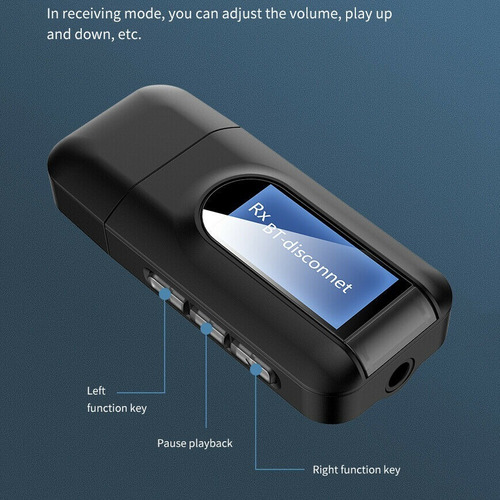 In receiving mode, you can adjust the volume, play up
and down, etc.
Rx
BT-disconnet
Left
function key
Pause playback
Right function key